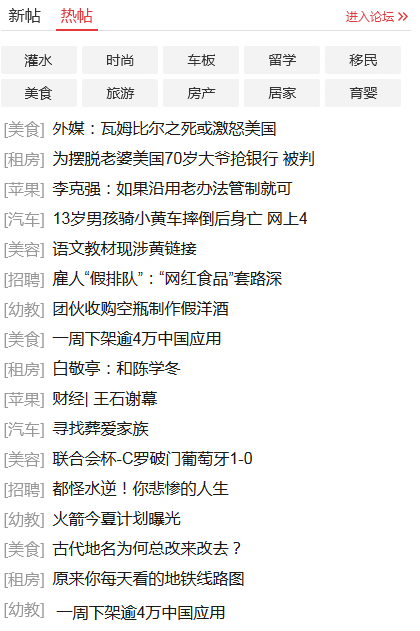 新帖 热帖 进入论坛 >>
灌水 时尚 车板 留学 移民
美食 旅游 房产 居家 育婴
[美食] 外媒：瓦姆比尔之死或激怒美国
[租房] 为摆脱老婆美国70岁大爷抢银行 被判
[苹果] 李克强：如果沿用老办法管制就可
[汽车] 13岁男孩骑小黄车摔倒后身亡 网上4
[美容] 语文教材现涉黄链接
[招聘] 雇人“假排队”：“网红食品”套路深
[幼教] 团伙收购空瓶制作假洋酒
[美食] 一周下架逾4万中国应用
[租房] 白敬亭：和陈学冬
[苹果] 财经| 王石谢幕
[汽车] 寻找葬爱家族
[美容] 联合会杯-C罗破门葡萄牙1-0
[招聘] 都怪水逆！你悲惨的人生
[幼教] 火箭今夏计划曝光
[美食] 古代地名为何总改来改去？
[租房] 原来你每天看的地铁线路图
[幼教] 一周下架逾4万中国应用